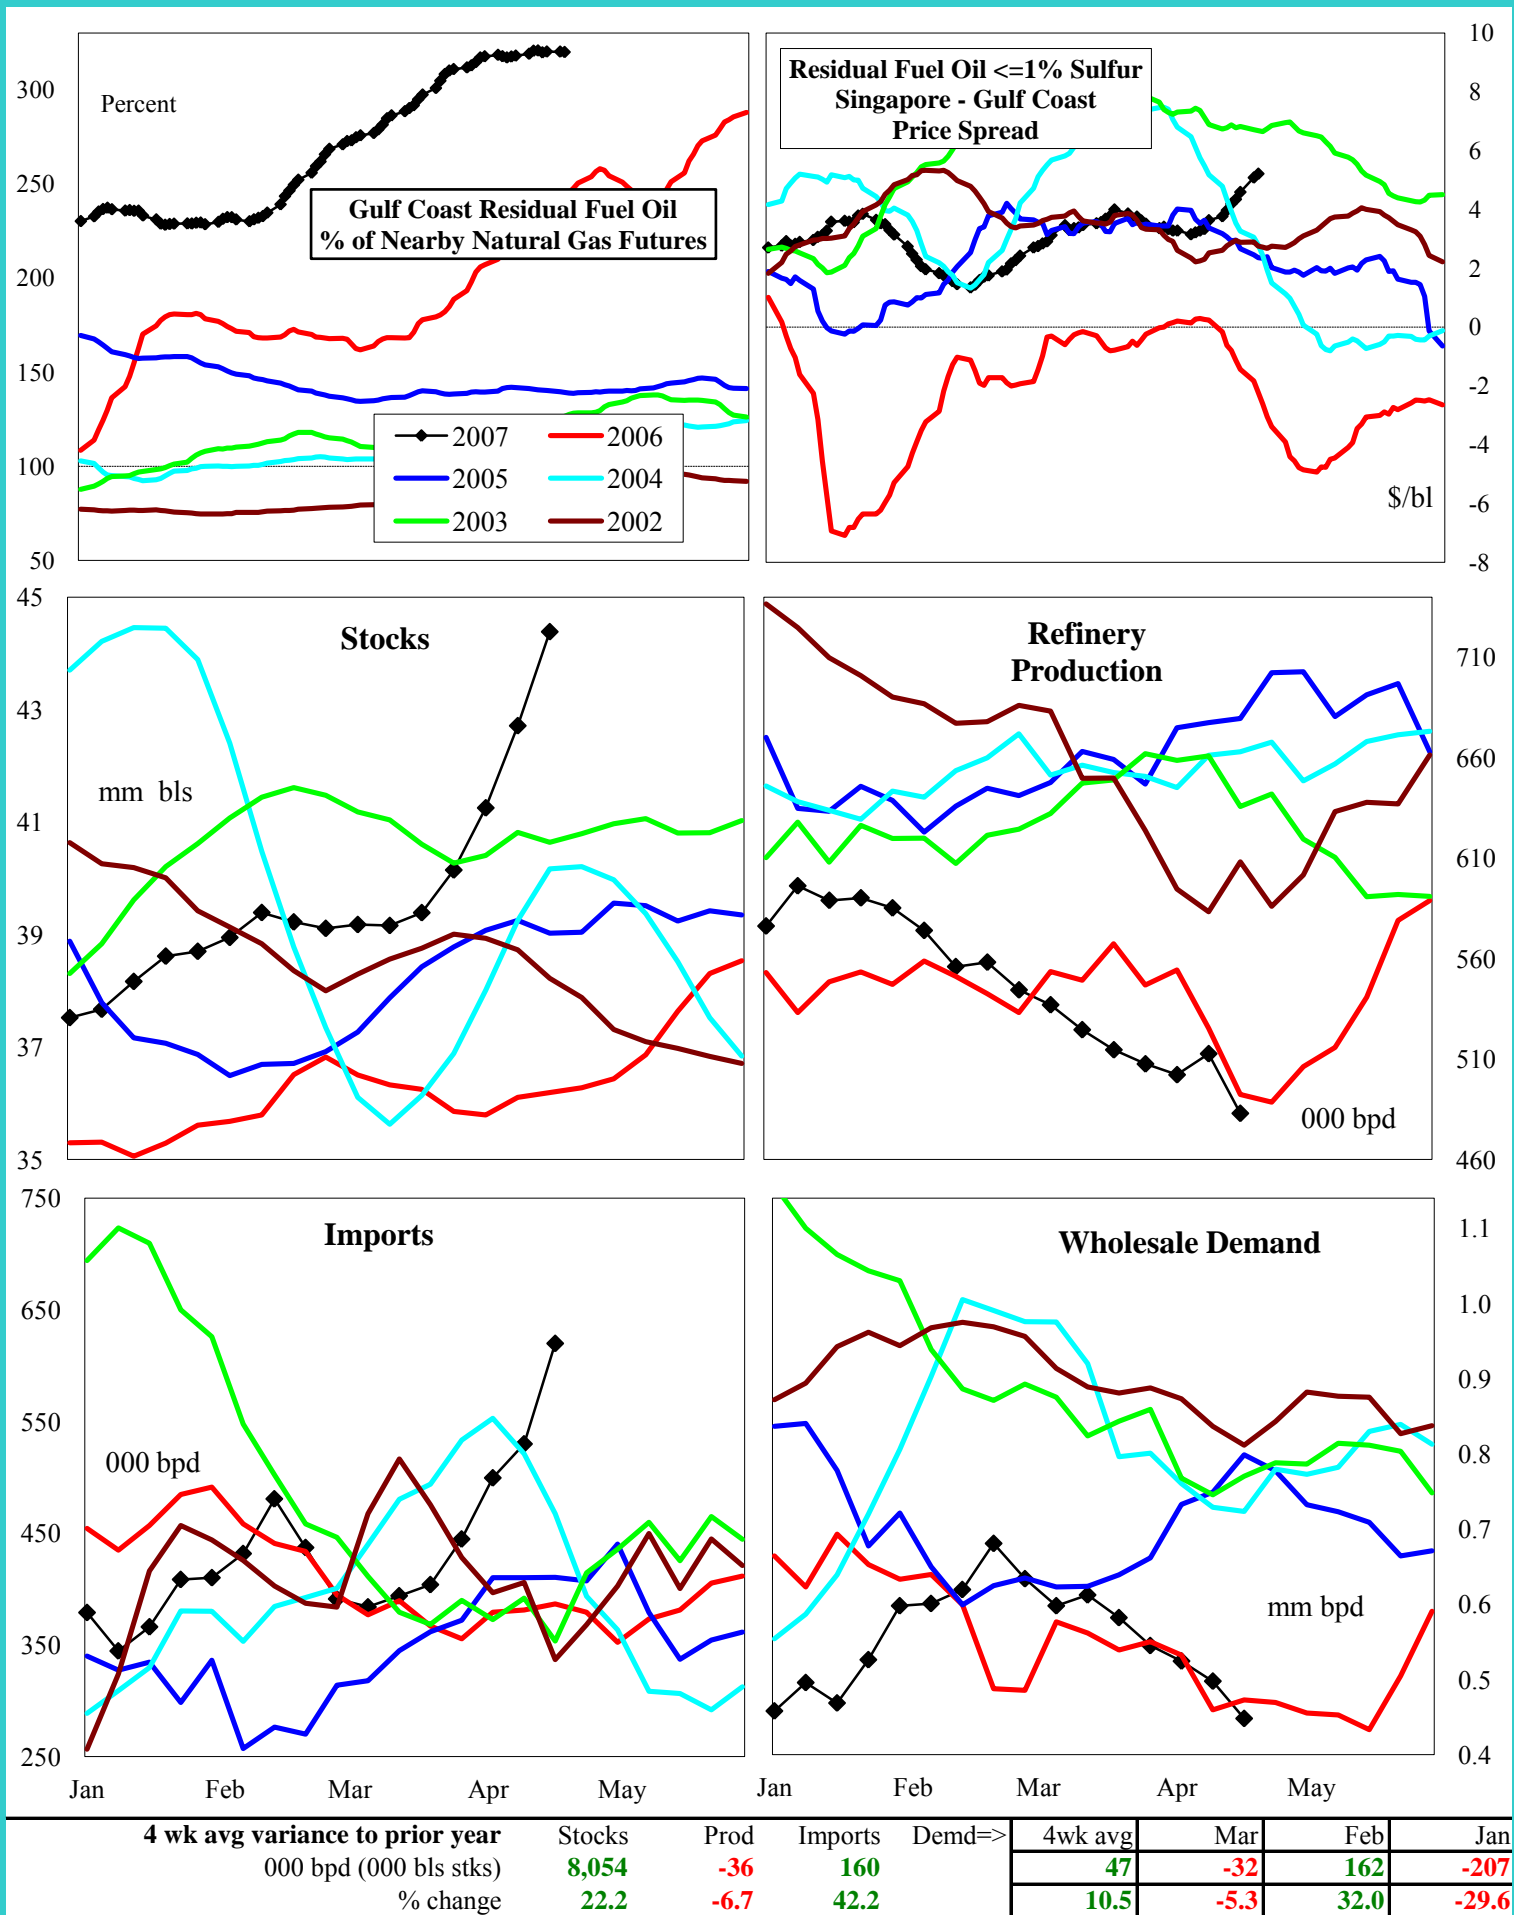 300
250
200
150
100
50
Percent
Gulf Coast Residual Fuel Oil
% of Nearby Natural Gas Futures
2007 2006
2005 2004
2003 2002
Residual Fuel Oil <=1% Sulfur
Singapore - Gulf Coast
Price Spread
$/bl
10
8
6
4
2
0
-2
-4
-6
-8
45
43
41
39
37
35
Stocks
mm bls
Refinery
Production
000 bpd
710
660
610
560
510
460
750
650
550
450
350
250
Imports
000 bpd
Jan Feb Mar Apr May
Wholesale Demand
mm bpd
1.1
1.0
0.9
0.8
0.7
0.6
0.5
0.4
Jan Feb Mar Apr May
4 wk avg variance to prior year Stocks Prod Imports Demd=> 4wk avg Mar Feb Jan
000 bpd (000 bls stks) 8,054 -36 160 47 -32 162 -207
% change 22.2 -6.7 42.2 10.5 -5.3 32.0 -29.6